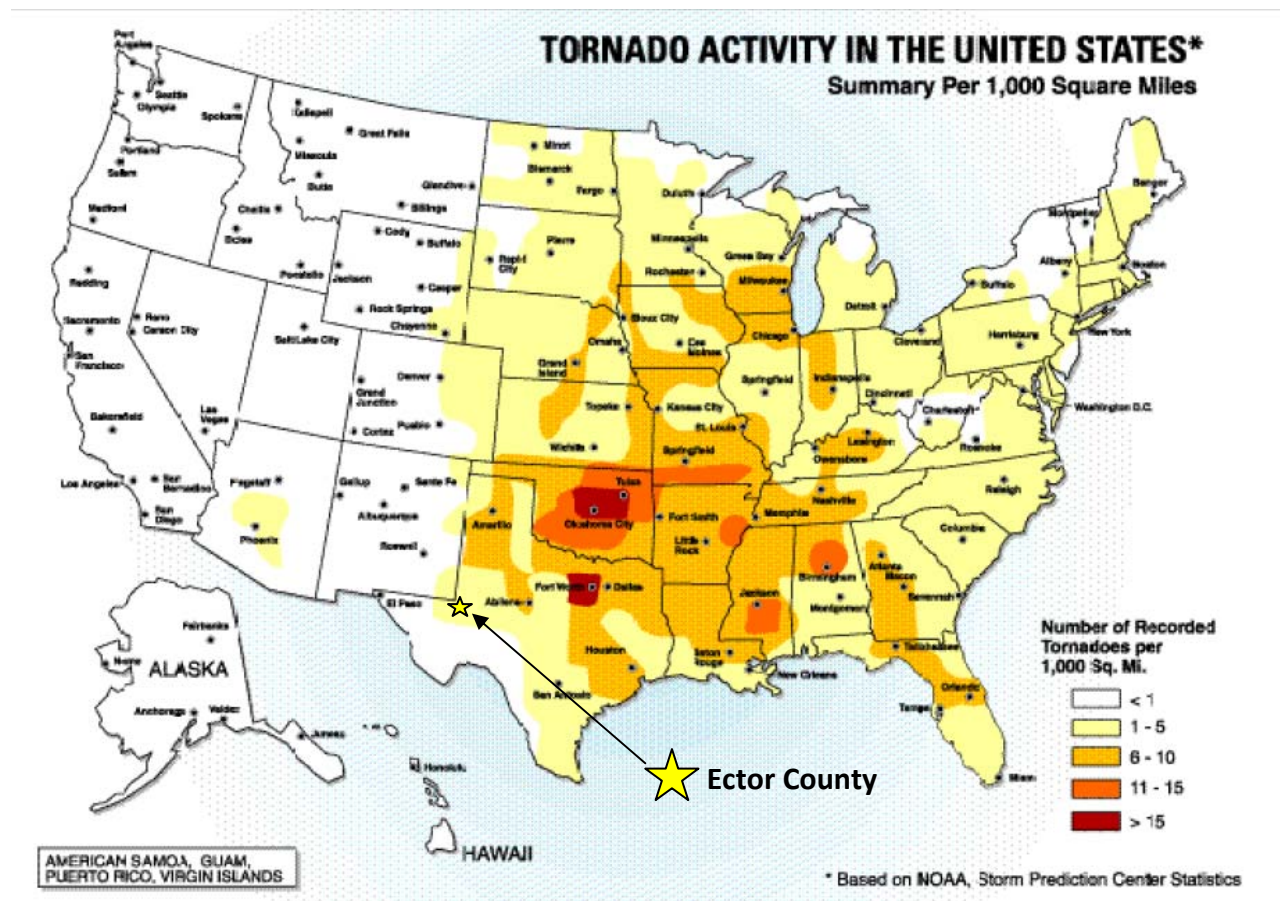 TORNADO ACTIVITY IN THE UNITED STATES*
Summary Per 1,000 Square Miles
Port
Angeles
Seattle
Olympia
Spokane
Kalispell
Great Falls
Missoula
Butte
Glendive
Billings
Portland
Salem
Medford
Challis
Boise
Pocatello
Cody
Buffalo
Jackson
Casper
Rock Springs
Cheyenne
Redding
Reno
Carson City
Sacramento
San
Francisco
Salt Lake City
Bakersfield
Las
Vegas
Los Angeles
San
Bernardino
San
Diego
Flagstaff
Phoenix
Denver
Grand
Junction
Cortez
Pueblo
Gallup
Santa Fe
Albuquerque
Roswell
El Paso
Minot
Bismarck
Fargo
Pierre
Rapid
City
Duluth
Minneapolis
Rochester
Green Bay
Milwaukee
Sioux City
Omaha
Des
Moines
Grand
Island
Chicago
Detroit
Topeka
Kansas City
Wichita
Springfield
Indianapolis
St. Louis
Springfield
Cincinnati
Cleveland
Buffalo
Albany
Montpelier
Bangor
Boston
New York
Harrisburg
Washington D.C.
Charleston
Roanoke
Lexington
Owensboro
Nashville
Memphis
Raleigh
Columbia
Tulsa
Oklahoma City
Amarillo
Fort Smith
Little
Rock
Fort Worth
Dallas
Abilene
Birmingham
Atlanta
Macon
Savannah
Montgomery
Jackson
Houston
San Antonio
Baton
Rouge
New Orleans
Tallahassee
Orlando
Tampa
Miami
Fairbanks
Nome
ALASKA
Anchorage
Valdez
Juneau
Honolulu
HAWAII
Ector County
Number of Recorded
Tornadoes per
1,000 Sq. Mi.
< 1
1 - 5
6 - 10
11 - 15
> 15
AMERICAN SAMOA, GUAM,
PUERTO RICO, VIRGIN ISLANDS
* Based on NOAA, Storm Prediction Center Statistics